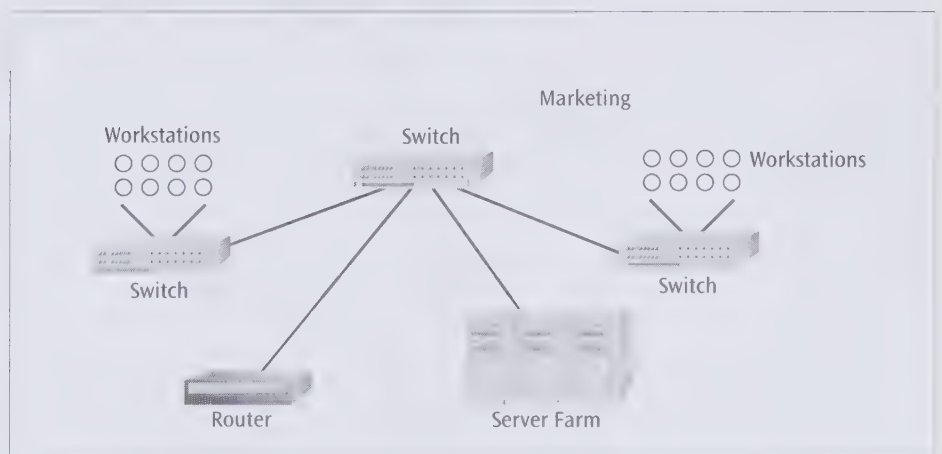 Marketing
Workstations
Switch
Workstations
Switch
Switch
Router
Server Farm